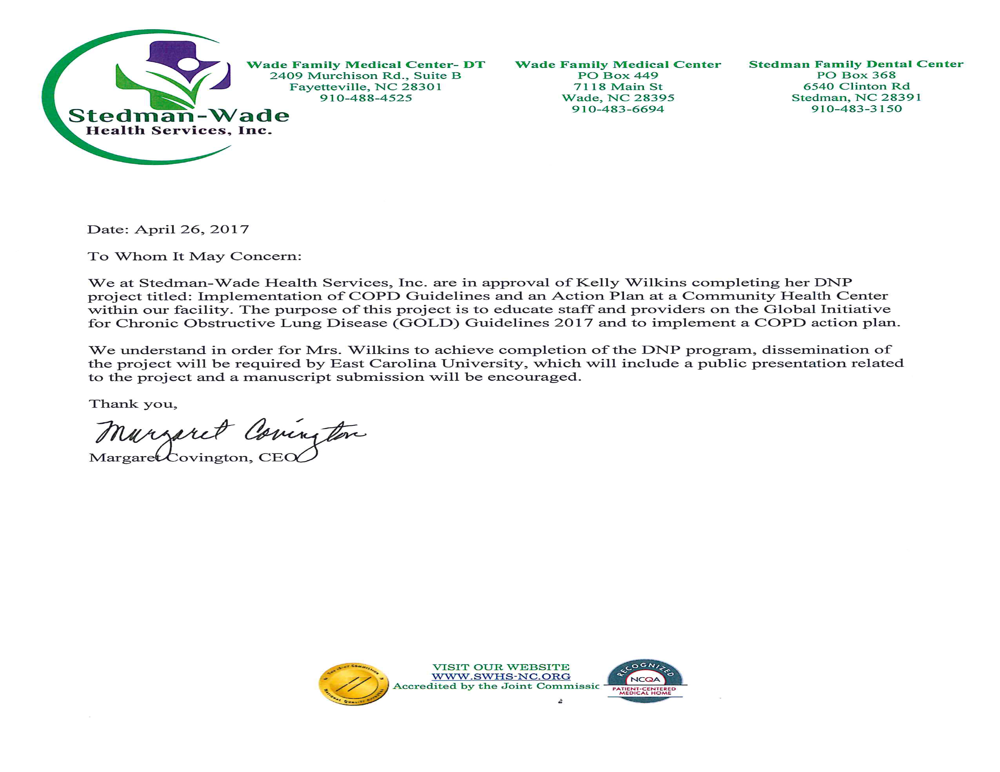 Stedman-Wade
Health Services, Inc.
Wade Family Medical Center- DT
2409 Murchison Rd., Suite B
Fayetteville, NC 28301
910-488-4525
Wade Family Medical Center
PO Box 449
7118 Main St
Wade, NC 28395
910-483-6694
Stedman Family Dental Center
PO Box 368
6540 Clinton Rd
Stedman, NC 28391
910-483-3150
Date: April 26, 2017
To Whom It May Concern:
We at Stedman-Wade Health Services, Inc. are in approval of Kelly Wilkins completing her DNP
project titled: Implementation of COPD Guidelines and an Action Plan at a Community Health Center
within our facility. The purpose of this project is to educate staff and providers on the Global Initiative
for Chronic Obstructive Lung Disease (GOLD) Guidelines 2017 and to implement a COPD action plan.
We understand in order for Mrs. Wilkins to achieve completion of the DNP program, dissemination of
the project will be required by East Carolina University, which will include a public presentation related
to the project and a manuscript submission will be encouraged.
Thank you,
Margaret Covington
Margaret Covington, CEO
The Joint Commission
National Quality Approval
VISIT OUR WEBSITE
WWW.SWHS-NC.ORG
Accredited by the Joint Commissic
RECOGNIZED
NCQA
PATIENT-CENTERED
MEDICAL HOME